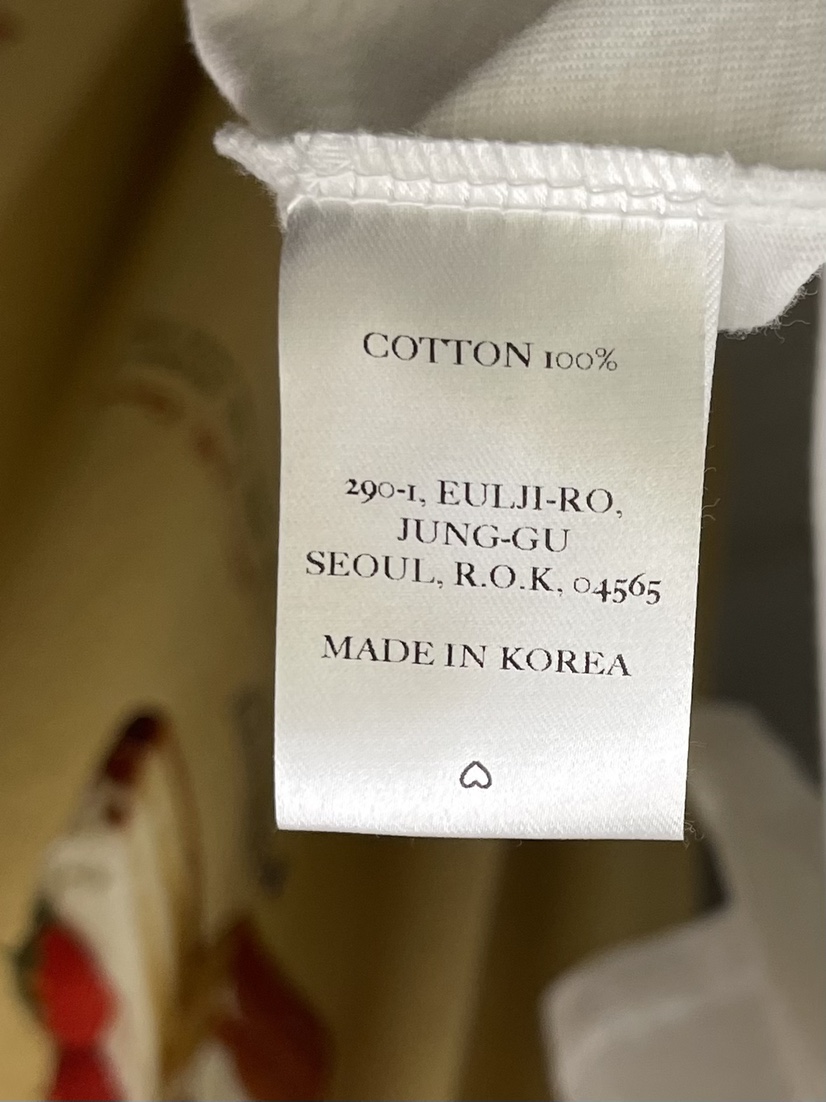 COTTON 100%
290-1, EULJI-RO,
JUNG-GU
SEOUL, R.O.K, 04565
MADE IN KOREA